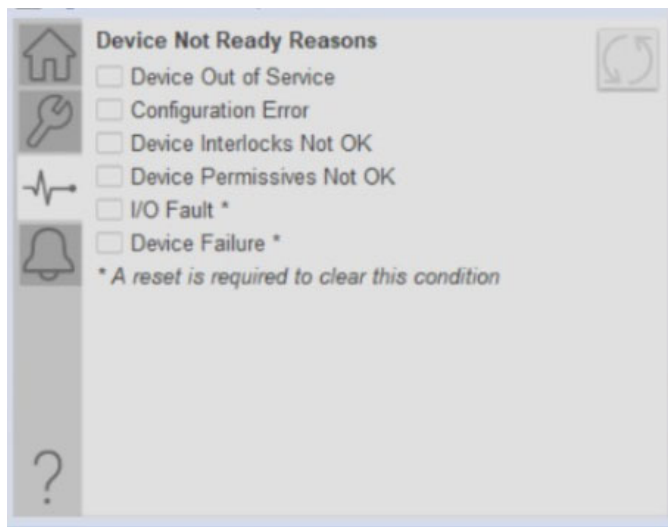 Device Not Ready Reasons
Device Out of Service
Configuration Error
Device Interlocks Not OK
Device Permissives Not OK
I/O Fault *
Device Failure *
* A reset is required to clear this condition
?